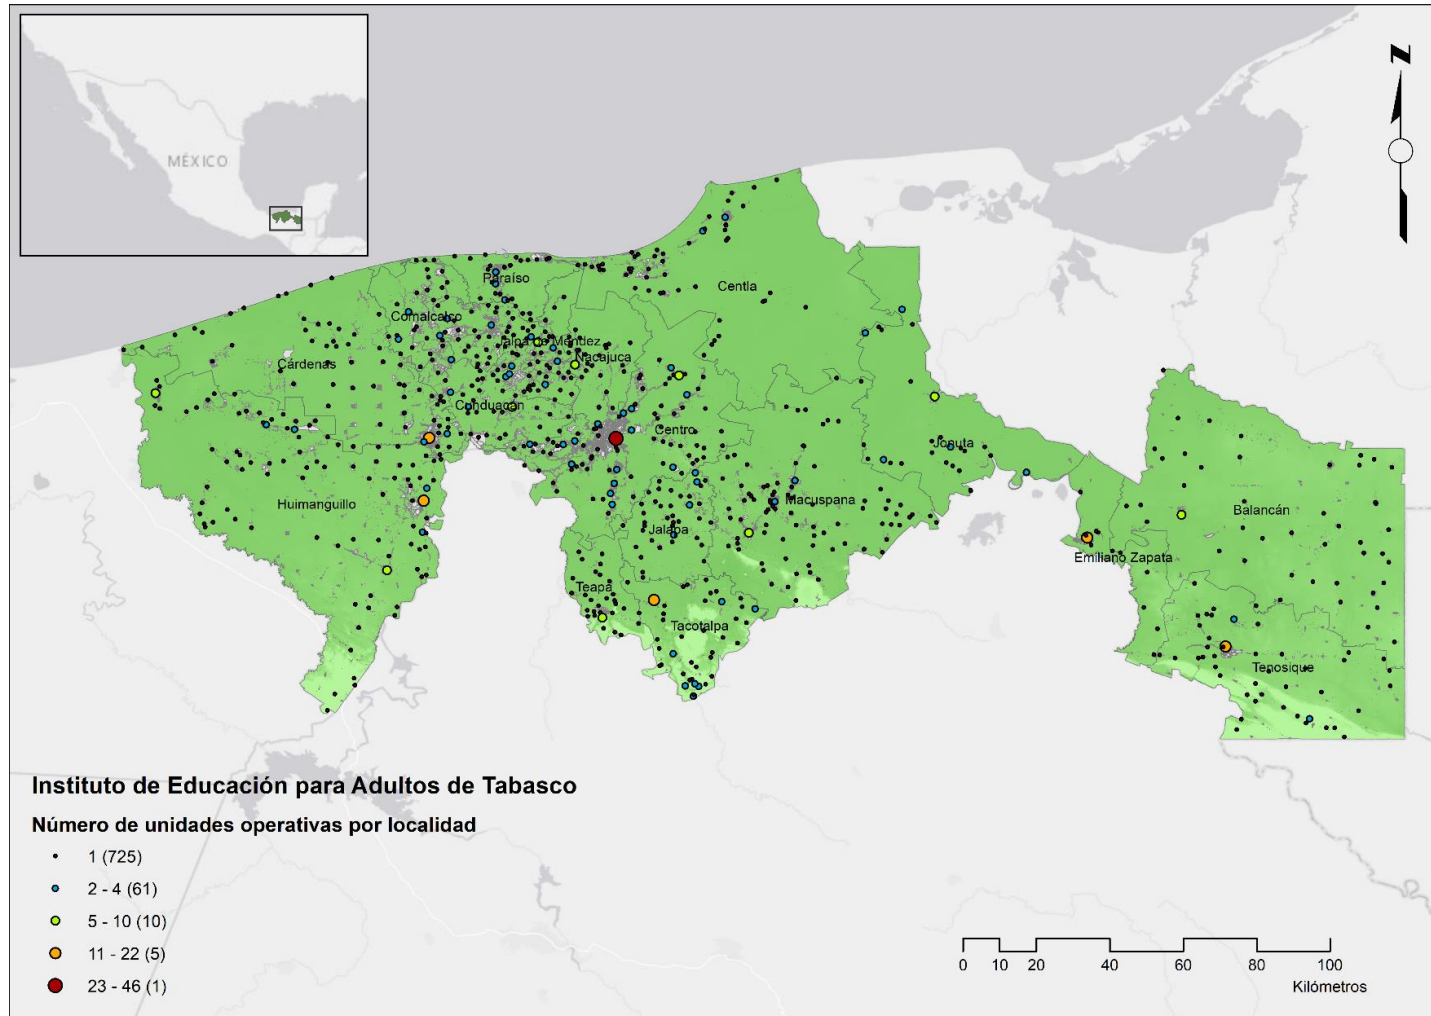 MÉXICO
N
Centla
Paraíso
Comalcalco
Jalpa de Méndez
Nacajuca
Cárdenas
Cunduacán
Centro
Jonuta
Macuspana
Huimanguillo
Balancán
Jalapa
Emiliano Zapata
Teapa
Tacotalpa
Tenosique
Instituto de Educación para Adultos de Tabasco
Número de unidades operativas por localidad
1 (725)
2 - 4 (61)
5 - 10 (10)
11 - 22 (5)
23 - 46 (1)
0 10 20 40 60 80 100
Kilómetros